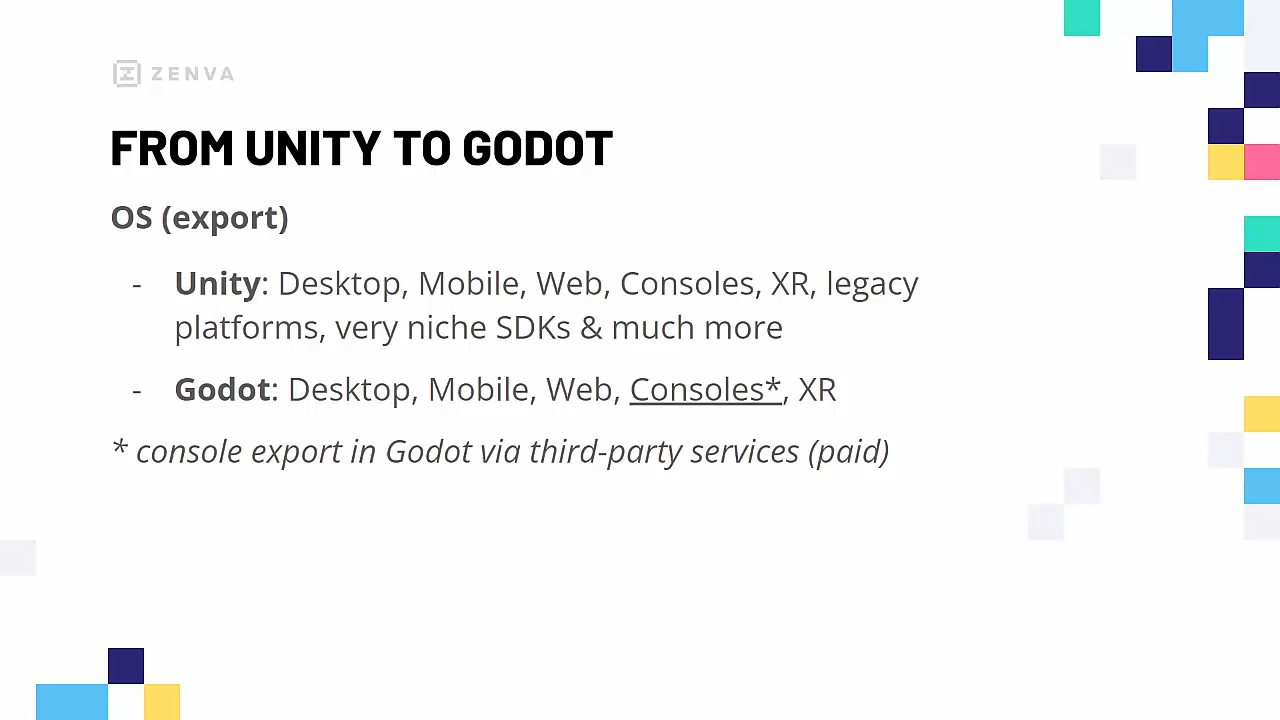 ZENVA
FROM UNITY TO GODOT
OS (export)
- Unity: Desktop, Mobile, Web, Consoles, XR, legacy
platforms, very niche SDKs & much more
- Godot: Desktop, Mobile, Web, Consoles*, XR
* console export in Godot via third-party services (paid)